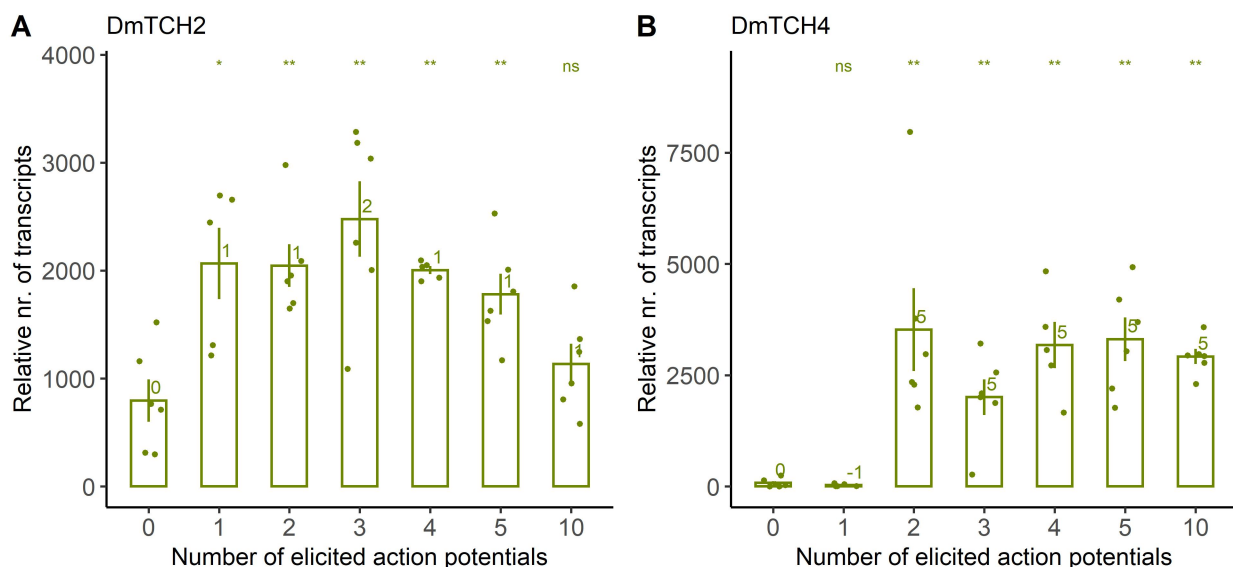 A DmTCH2
4000
3000
2000
1000
0
Relative nr. of transcripts
* ** ** ** ** ns
0 1 1 2 1 1 1
0 1 2 3 4 5 10
Number of elicited action potentials
B DmTCH4
7500
5000
2500
0
Relative nr. of transcripts
ns ** ** ** ** **
0 -1 5 5 5 5 5
0 1 2 3 4 5 10
Number of elicited action potentials